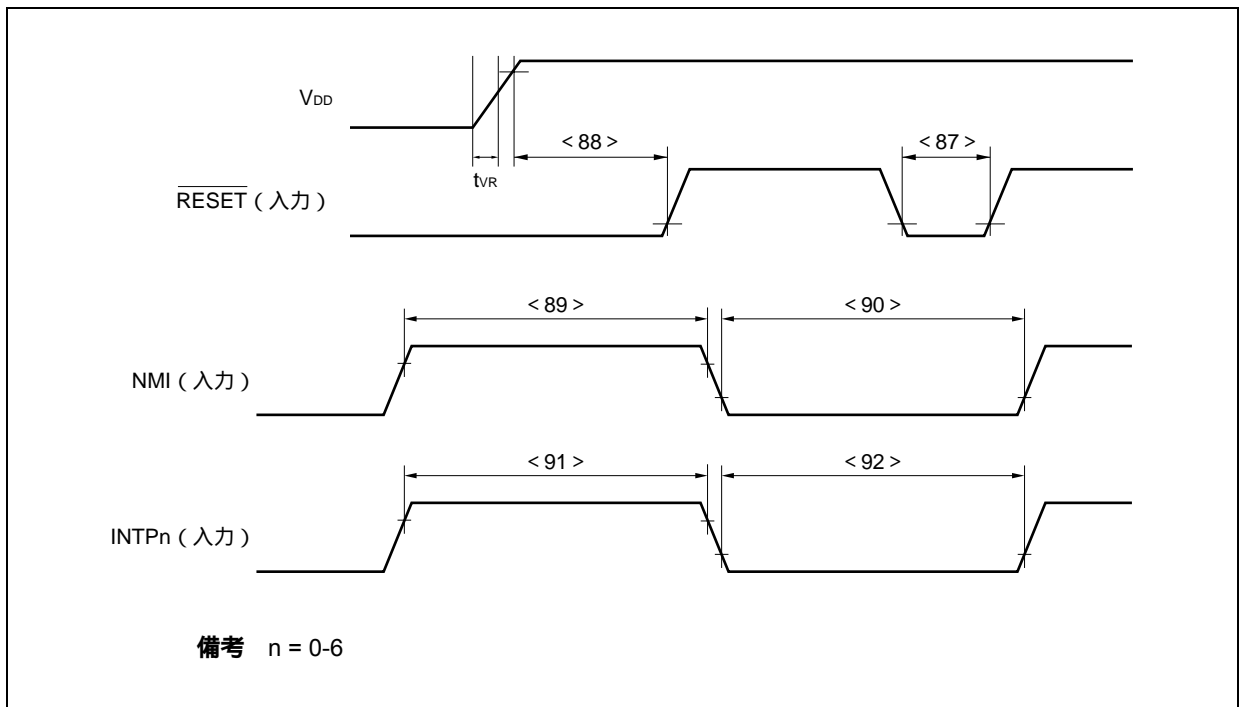 VDD
< 88 >
< 87 >
tVR
RESET(入力)
< 89 >
< 90 >
NMI(入力)
< 91 >
< 92 >
INTPn(入力)
備考 n = 0-6